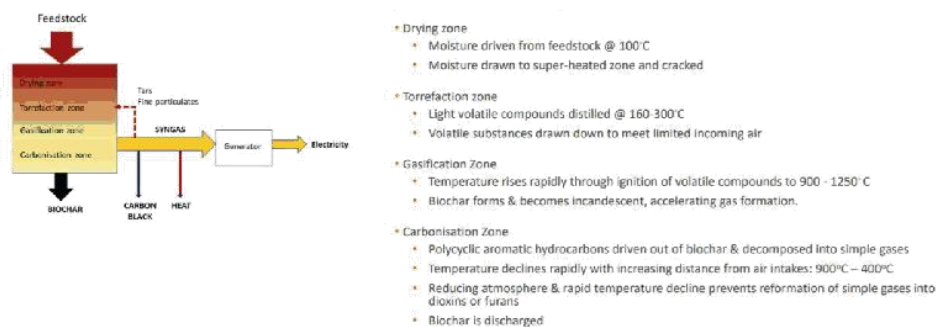 Feedstock
Drying zone
Torrefaction zone
Gasification zone
Carbonisation zone
Tars
Fine particulates
SYNGAS
Generator
Electricity
BIOCHAR
CARBON
BLACK
HEAT
• Drying zone
• Moisture driven from feedstock @ 100°C
• Moisture drawn to super-heated zone and cracked
• Torrefaction zone
• Light volatile compounds distilled @ 160-300°C
• Volatile substances drawn down to meet limited incoming air
• Gasification Zone
• Temperature rises rapidly through ignition of volatile compounds to 900 - 1250° C
• Biochar forms & becomes incandescent, accelerating gas formation.
• Carbonisation Zone
• Polycyclic aromatic hydrocarbons driven out of biochar & decomposed into simple gases
• Temperature declines rapidly with increasing distance from air intakes: 900ºC – 400ºC
• Reducing atmosphere & rapid temperature decline prevents reformation of simple gases into
dioxins or furans
• Biochar is discharged